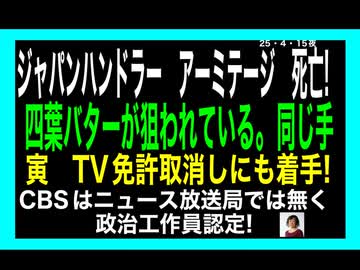 25・4・15夜
ジャパンハンドラー　アーミテージ　死亡!
四葉バターが狙われている。同じ手
寅　TV免許取消しにも着手!
CBSはニュース放送局では無く
政治工作員認定!